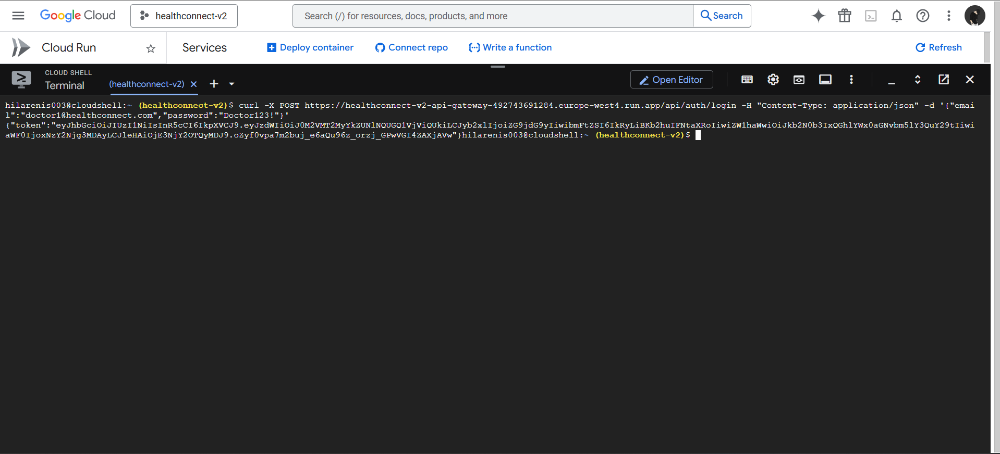 Google Cloud
healthconnect-v2
Search (/) for resources, docs, products, and more
Search
Cloud Run
Services
Deploy container
Connect repo
Write a function
Refresh
CLOUD SHELL
Terminal
(healthconnect-v2)
Open Editor
hilarenis003@cloudshell:~ (healthconnect-v2)$ curl -X POST https://healthconnect-v2-api-gateway-492743691284.europe-west4.run.app/api/auth/login -H "Content-Type: application/json" -d '{"emai
l":"doctor1@healthconnect.com","password":"Doctor123!"}'
{"token":"eyJhbGciOiJIUzI1NiIsInR5cCI6IkpXVCJ9.eyJzdWIiOiJ0M2VMT2MyYkZUNlNQUGQ1VjViQUkiLCJyb2xlIjoiZG9jdG9yIiwibmFtZSI6IkRyLiBKb2huIFNtaXRoIiwiZW1haWwiOiJkb2N0b3IxQGhlYWx0aGNvbm5lY3QuY29tIiwi
aWF0IjoxNzY2Njg3MDAyLCJleHAiOjE3NjY2OTQyMDJ9.oZyf0vpa7m2buj_e6aQu96z_orzj_GPwVGI4ZAXjAVw"}hilarenis003@cloudshell:~ (healthconnect-v2)$